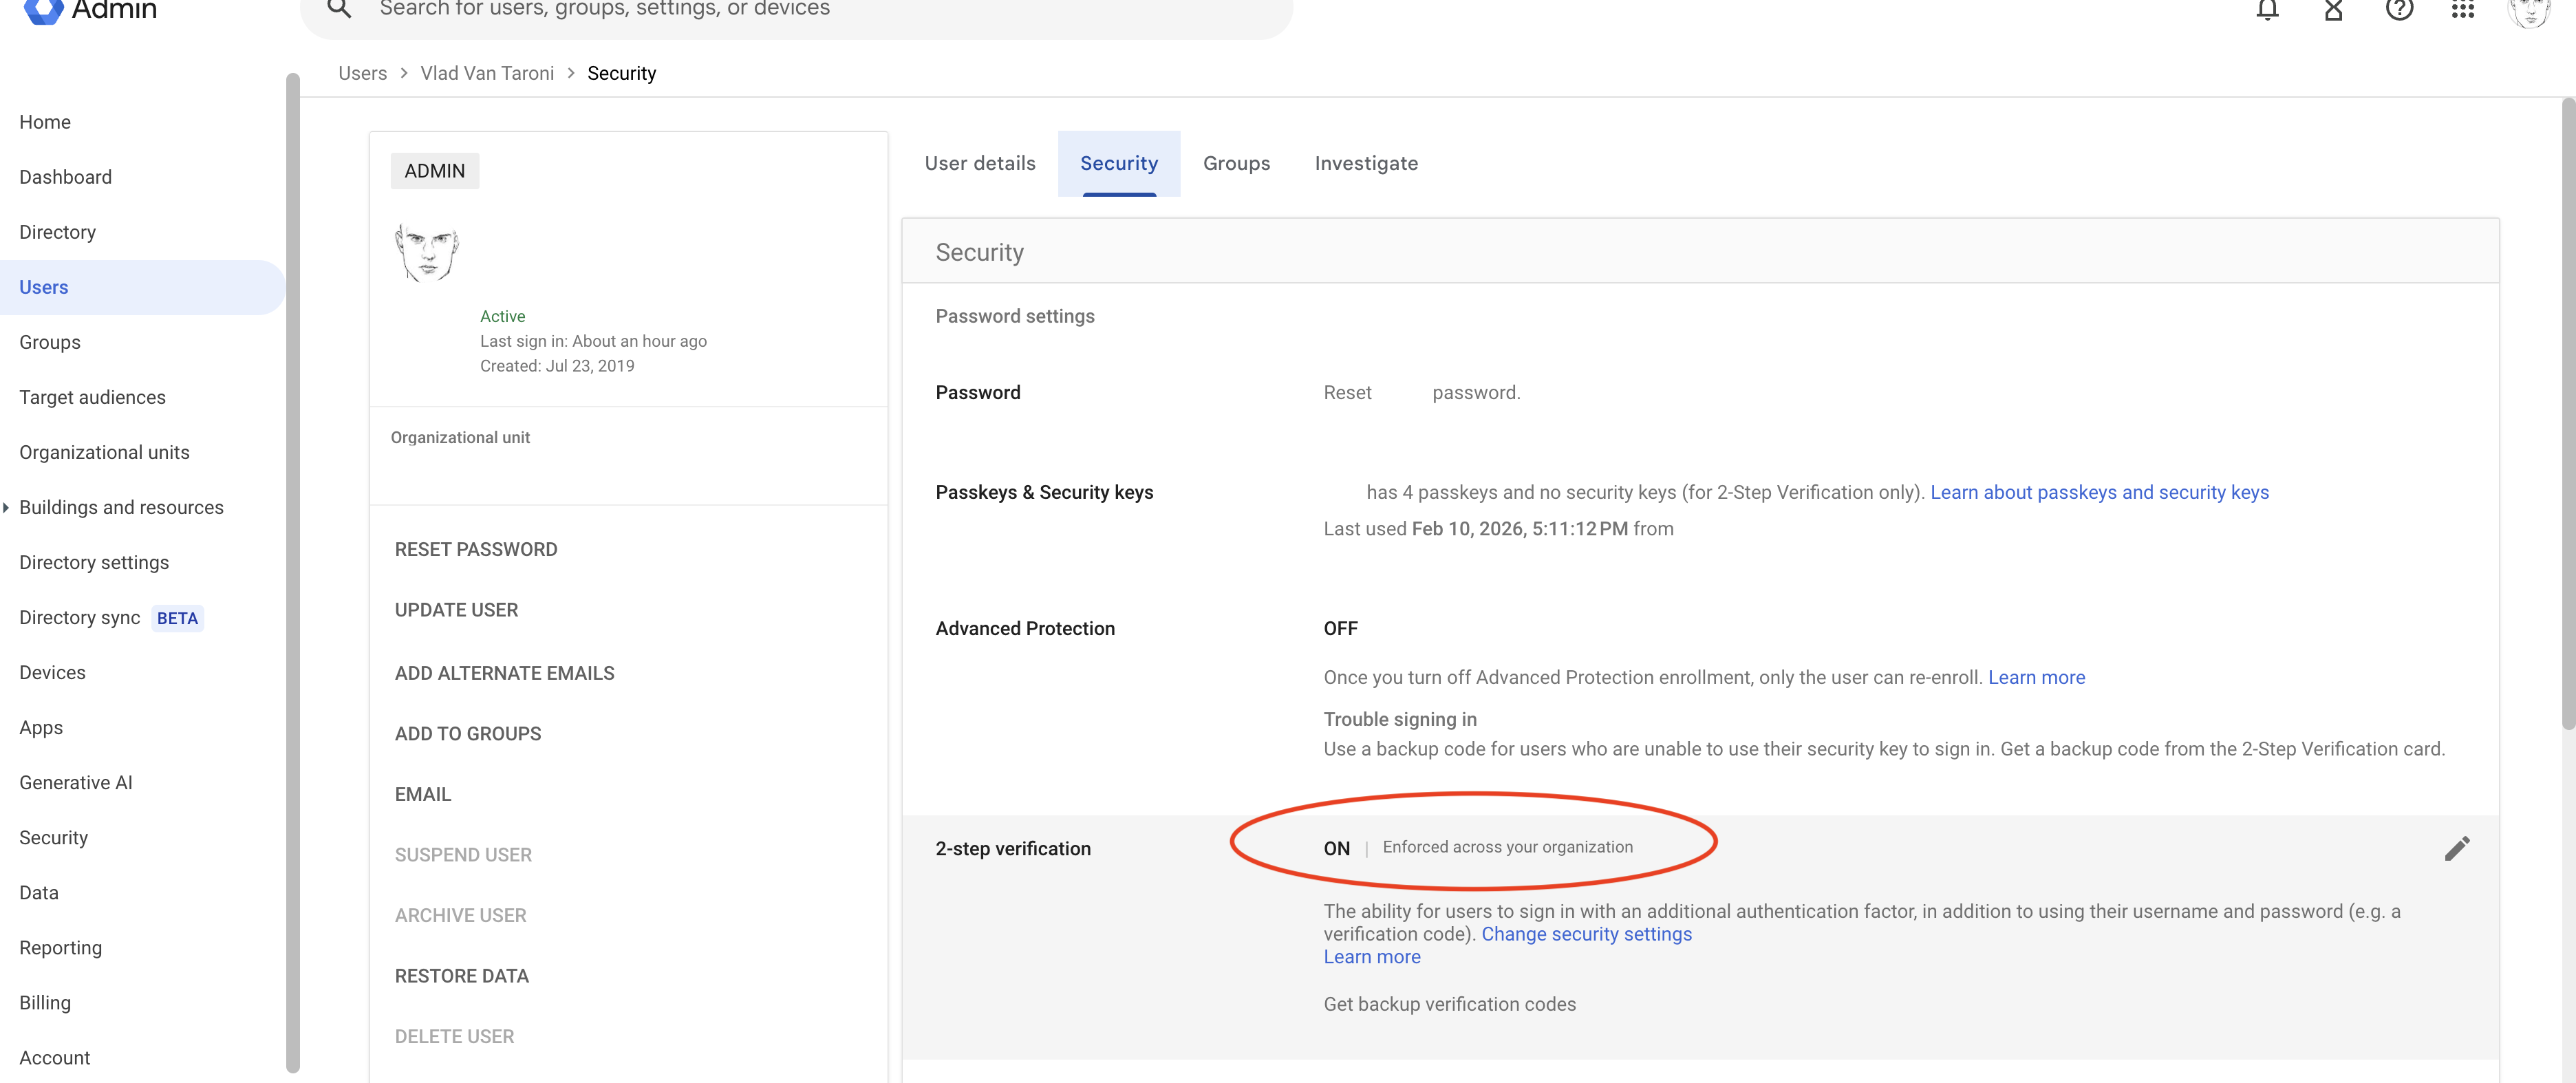 Admin
Search for users, groups, settings, or devices
Users > Vlad Van Taroni > Security
Home
Dashboard
Directory
Users
Groups
Target audiences
Organizational units
Buildings and resources
Directory settings
Directory sync BETA
Devices
Apps
Generative AI
Security
Data
Reporting
Billing
Account
ADMIN
Active
Last sign in: About an hour ago
Created: Jul 23, 2019
Organizational unit
RESET PASSWORD
UPDATE USER
ADD ALTERNATE EMAILS
ADD TO GROUPS
EMAIL
SUSPEND USER
ARCHIVE USER
RESTORE DATA
DELETE USER
User details Security Groups Investigate
Security
Password settings
Password Reset password.
Passkeys & Security keys has 4 passkeys and no security keys (for 2-Step Verification only). Learn about passkeys and security keys
Last used Feb 10, 2026, 5:11:12 PM from
Advanced Protection OFF
Once you turn off Advanced Protection enrollment, only the user can re-enroll. Learn more
Trouble signing in
Use a backup code for users who are unable to use their security key to sign in. Get a backup code from the 2-Step Verification card.
2-step verification ON | Enforced across your organization
The ability for users to sign in with an additional authentication factor, in addition to using their username and password (e.g. a
verification code). Change security settings
Learn more
Get backup verification codes